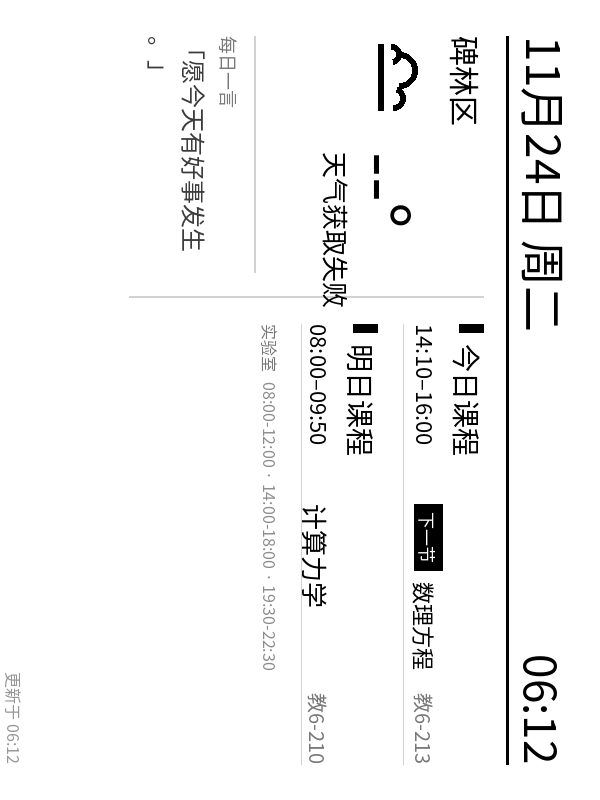 11月24日 周二 06:12
碑林区
--°
天气获取失败
每日一言
「愿今天有好事发生
。」
今日课程
14:10–16:00 下一节 数理方程 教6-213
明日课程
08:00–09:50 计算力学 教6-210
实验室 08:00-12:00 · 14:00-18:00 · 19:30-22:30
更新于 06:12